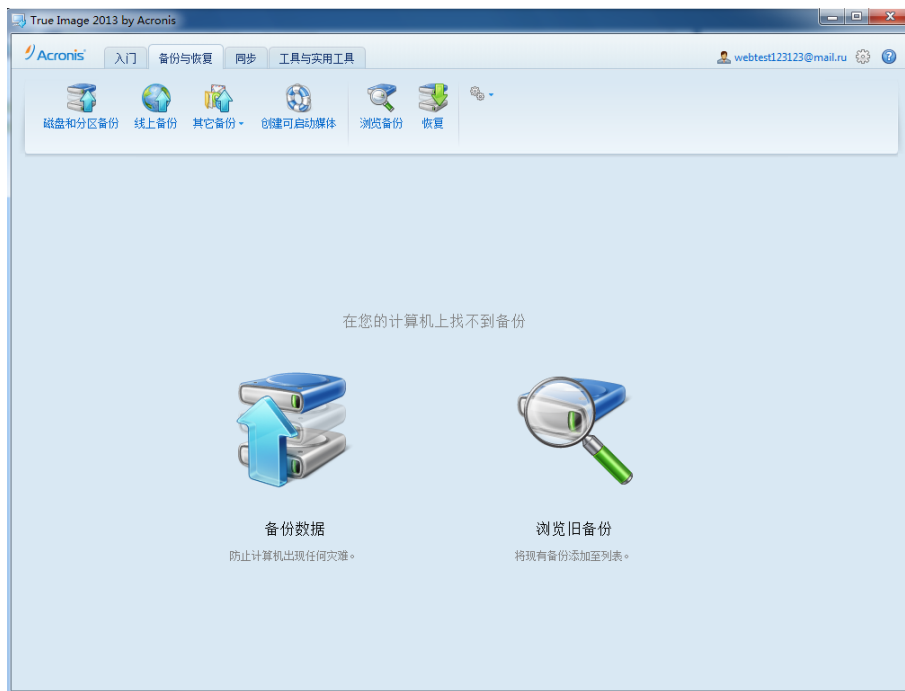 True Image 2013 by Acronis
Acronis 入门 备份与恢复 同步 工具与实用工具 webtest123123@mail.ru
磁盘和分区备份 线上备份 其它备份 创建可启动媒体 浏览备份 恢复
在您的计算机上找不到备份
备份数据 浏览旧备份
防止计算机出现任何灾难。 将现有备份添加至列表。